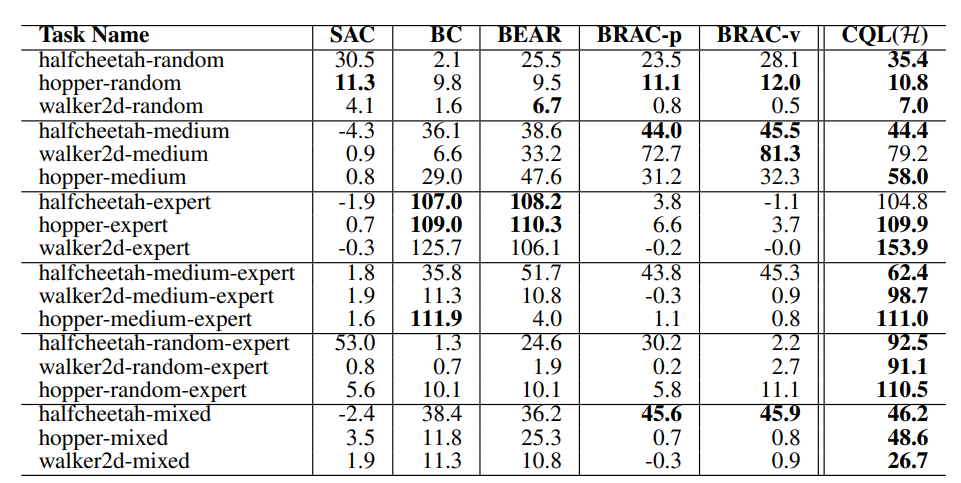 Task Name SAC BC BEAR BRAC-p BRAC-v CQL(ℋ)
halfcheetah-random 30.5 2.1 25.5 23.5 28.1 35.4
hopper-random 11.3 9.8 9.5 11.1 12.0 10.8
walker2d-random 4.1 1.6 6.7 0.8 0.5 7.0
halfcheetah-medium -4.3 36.1 38.6 44.0 45.5 44.4
walker2d-medium 0.9 6.6 33.2 72.7 81.3 79.2
hopper-medium 0.8 29.0 47.6 31.2 32.3 58.0
halfcheetah-expert -1.9 107.0 108.2 3.8 -1.1 104.8
hopper-expert 0.7 109.0 110.3 6.6 3.7 109.9
walker2d-expert -0.3 125.7 106.1 -0.2 -0.0 153.9
halfcheetah-medium-expert 1.8 35.8 51.7 43.8 45.3 62.4
walker2d-medium-expert 1.9 11.3 10.8 -0.3 0.9 98.7
hopper-medium-expert 1.6 111.9 4.0 1.1 0.8 111.0
halfcheetah-random-expert 53.0 1.3 24.6 30.2 2.2 92.5
walker2d-random-expert 0.8 0.7 1.9 0.2 2.7 91.1
hopper-random-expert 5.6 10.1 10.1 5.8 11.1 110.5
halfcheetah-mixed -2.4 38.4 36.2 45.6 45.9 46.2
hopper-mixed 3.5 11.8 25.3 0.7 0.8 48.6
walker2d-mixed 1.9 11.3 10.8 -0.3 0.9 26.7